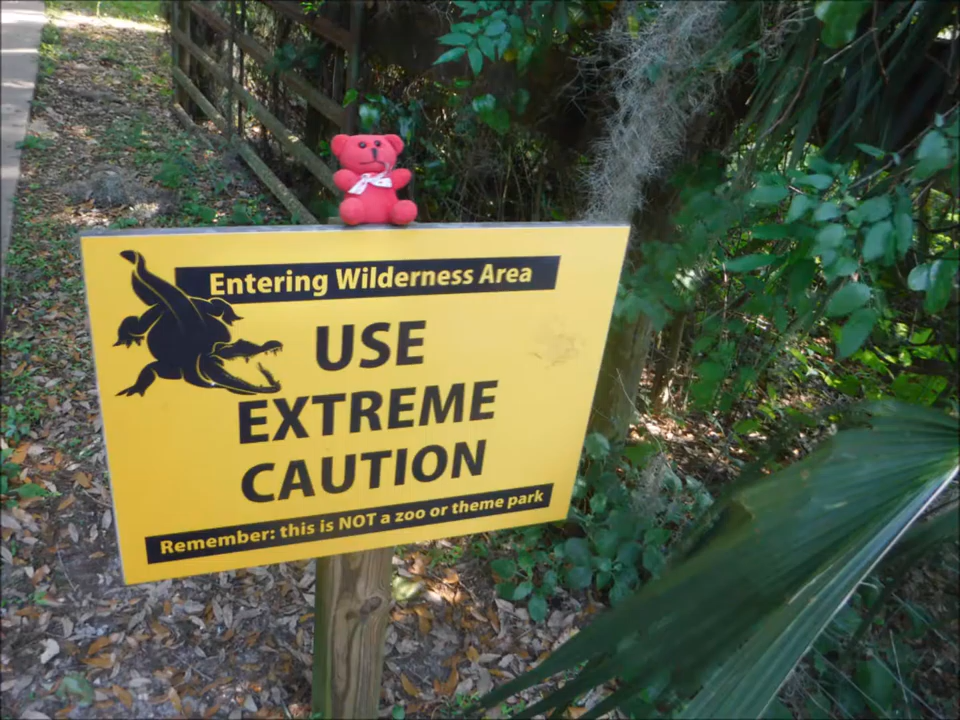 Entering Wilderness Area
USE
EXTREME
CAUTION
Remember: this is NOT a zoo or theme park